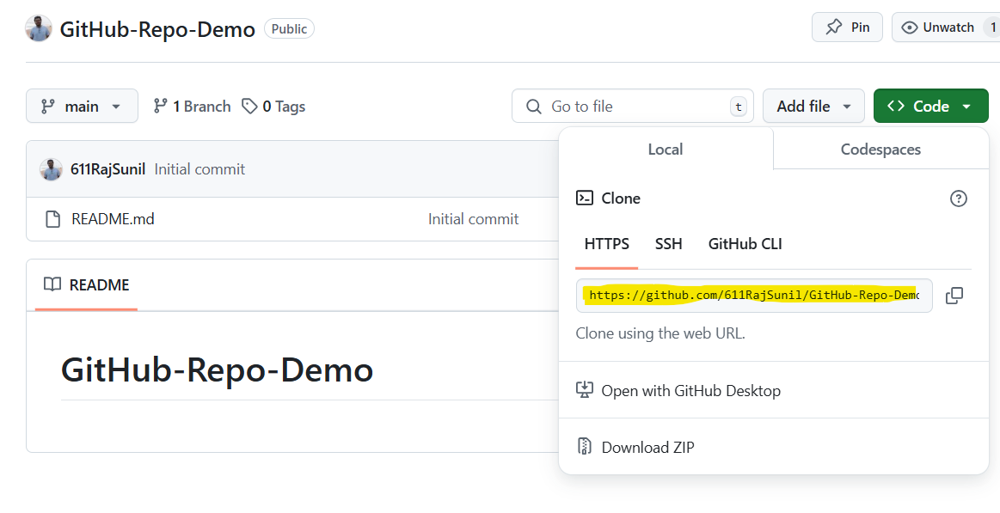 GitHub-Repo-Demo Public Pin Unwatch 1
main 1 Branch 0 Tags Go to file t Add file Code
Local Codespaces
611RajSunil Initial commit
README.md Initial commit
Clone
HTTPS SSH GitHub CLI
README
https://github.com/611RajSunil/GitHub-Repo-Demo
Clone using the web URL.
GitHub-Repo-Demo
Open with GitHub Desktop
Download ZIP